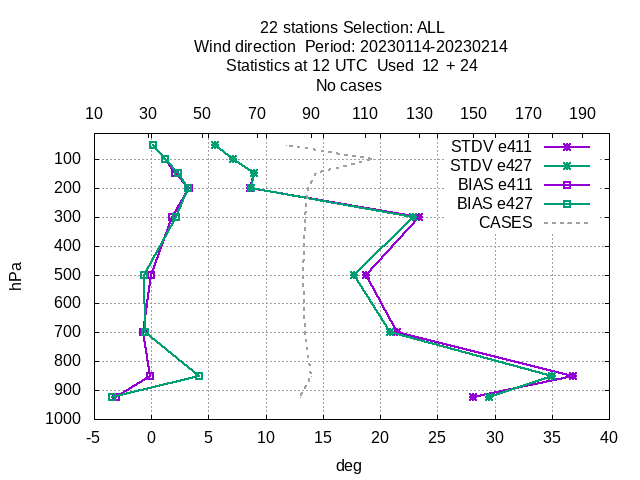 22 stations Selection: ALL
Wind direction  Period: 20230114-20230214
Statistics at 12 UTC  Used  12  + 24
No cases
10 30 50 70 90 110 130 150 170 190
STDV e411
STDV e427
BIAS e411
BIAS e427
CASES
100
200
300
400
500
600
700
800
900
1000
hPa
-5 0 5 10 15 20 25 30 35 40
deg